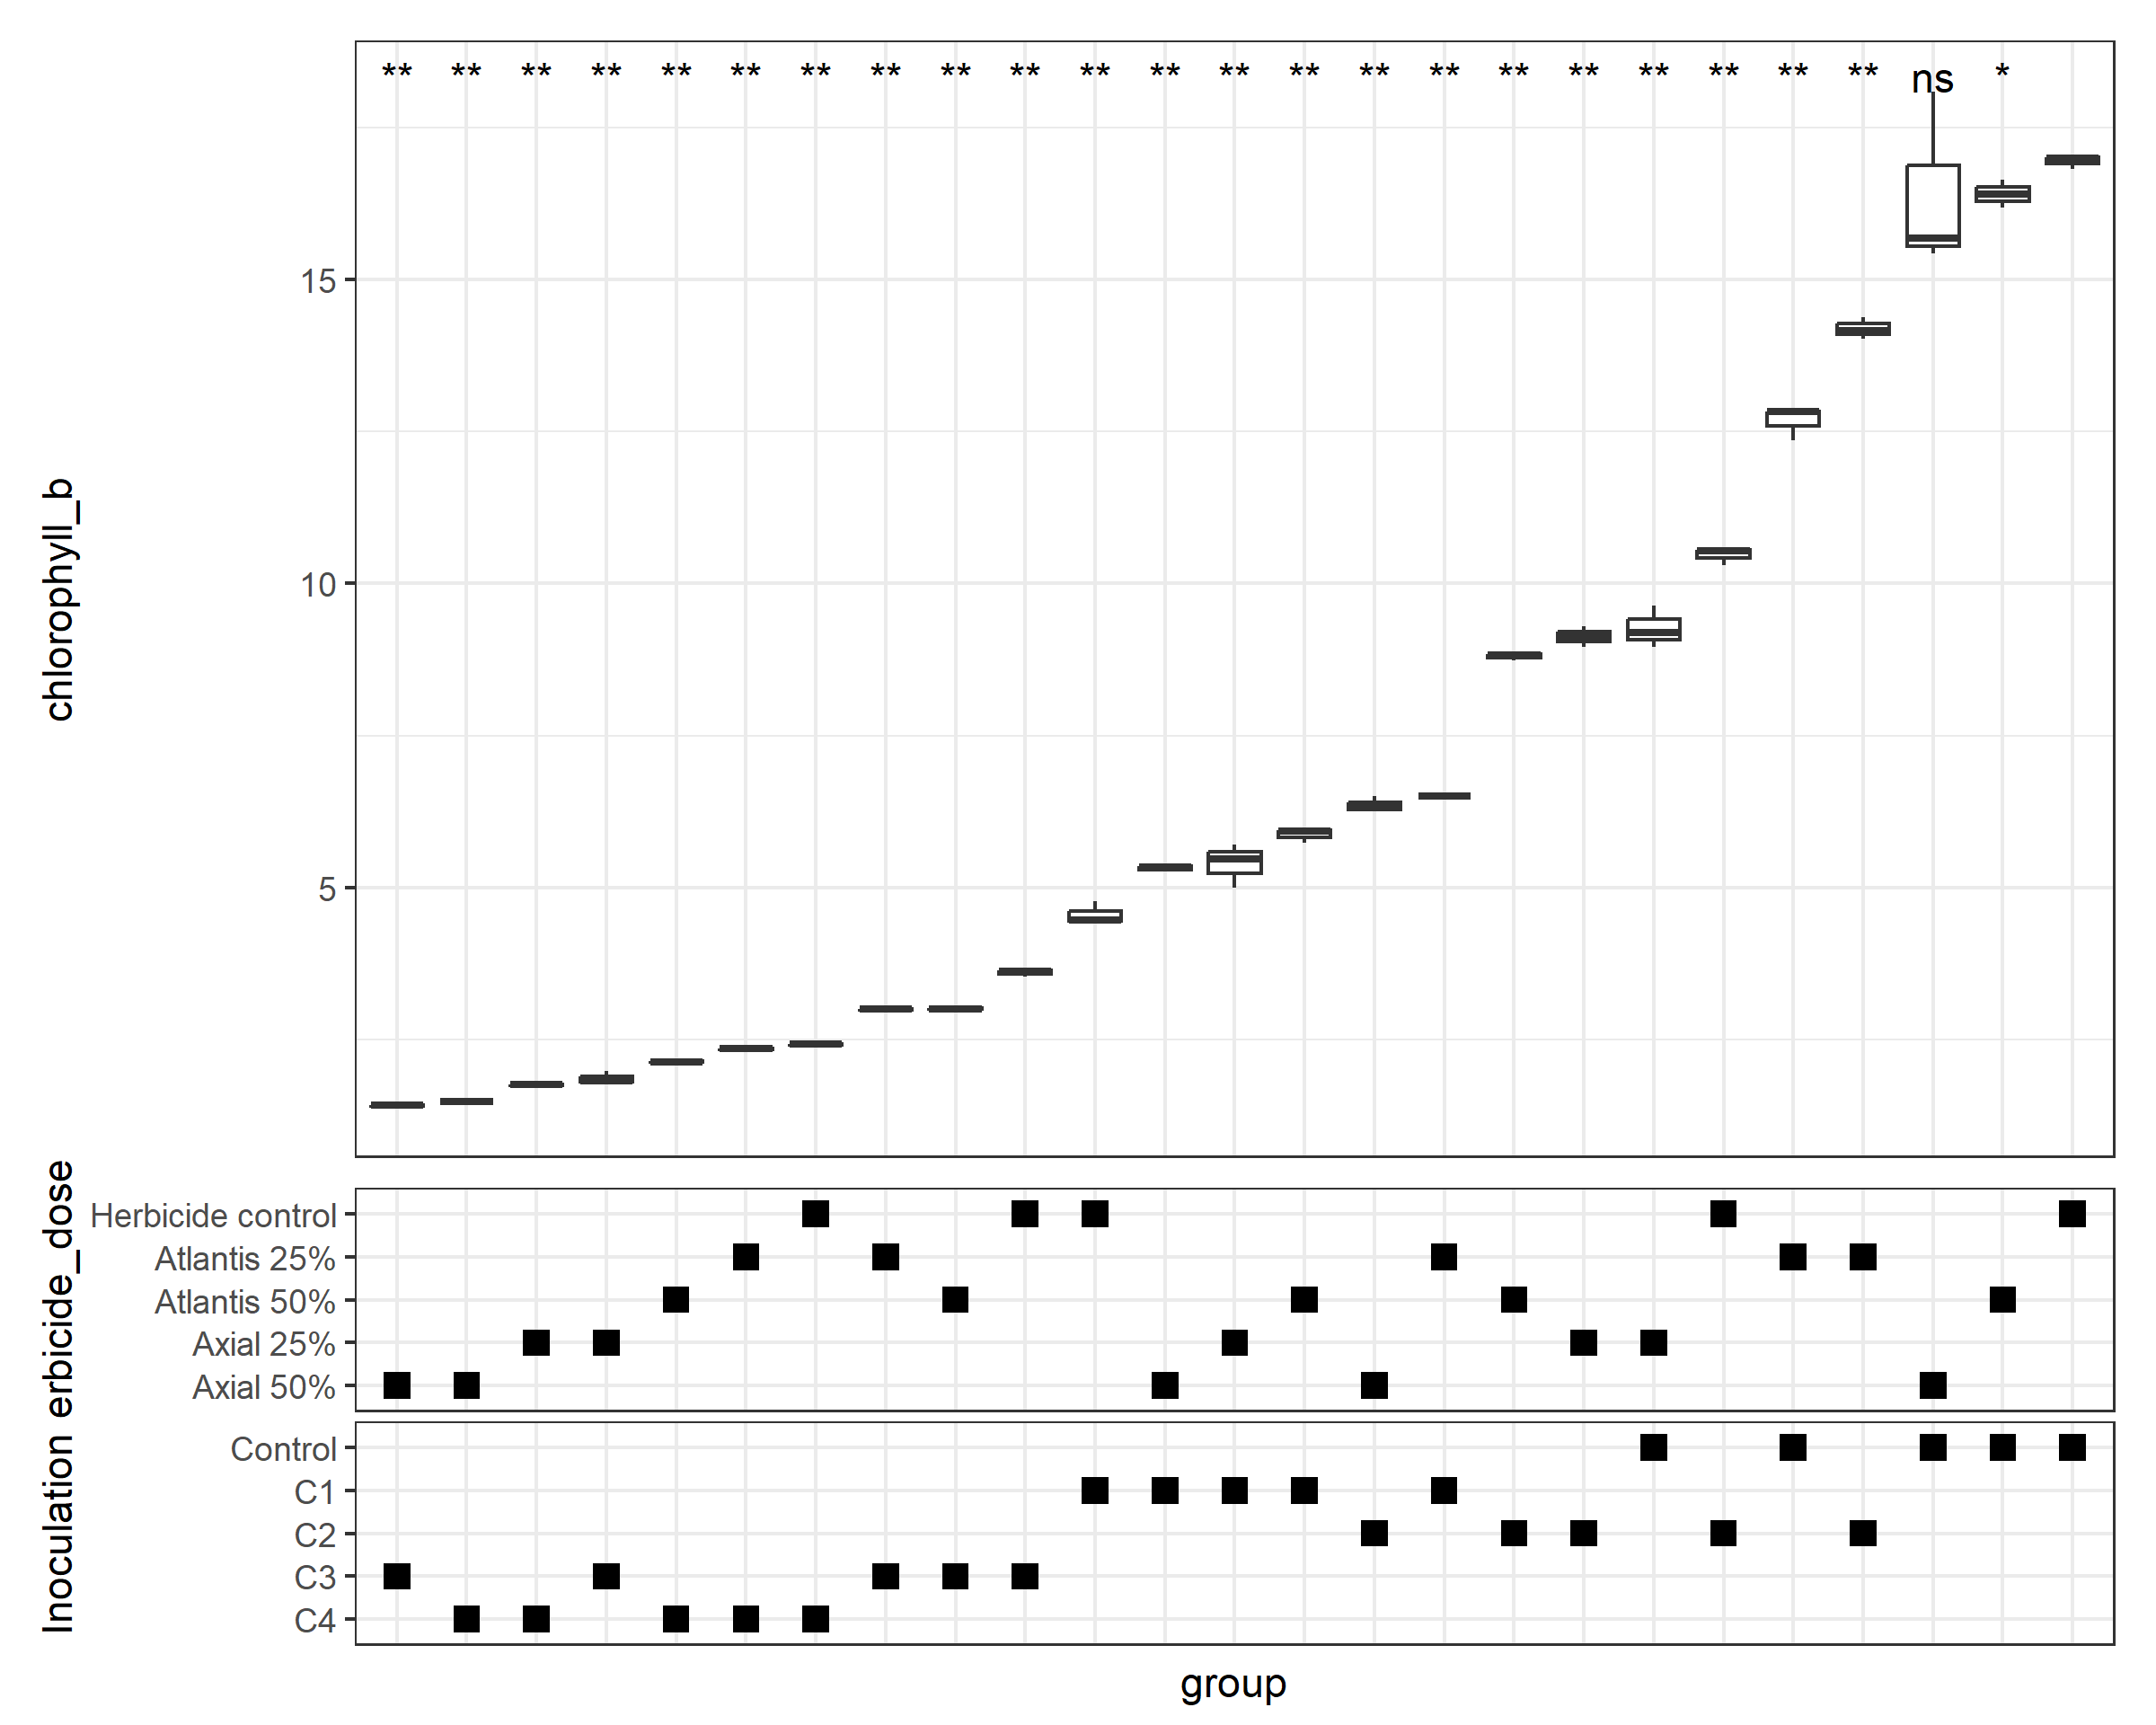 ** ** ** ** ** ** ** ** ** ** ** ** ** ** ** ** ** ** ** ** ** ** ns *
chlorophyll_b
15
10
5
erbicide_dose
Herbicide control
Atlantis 25%
Atlantis 50%
Axial 25%
Axial 50%
Inoculation
Control
C1
C2
C3
C4
group